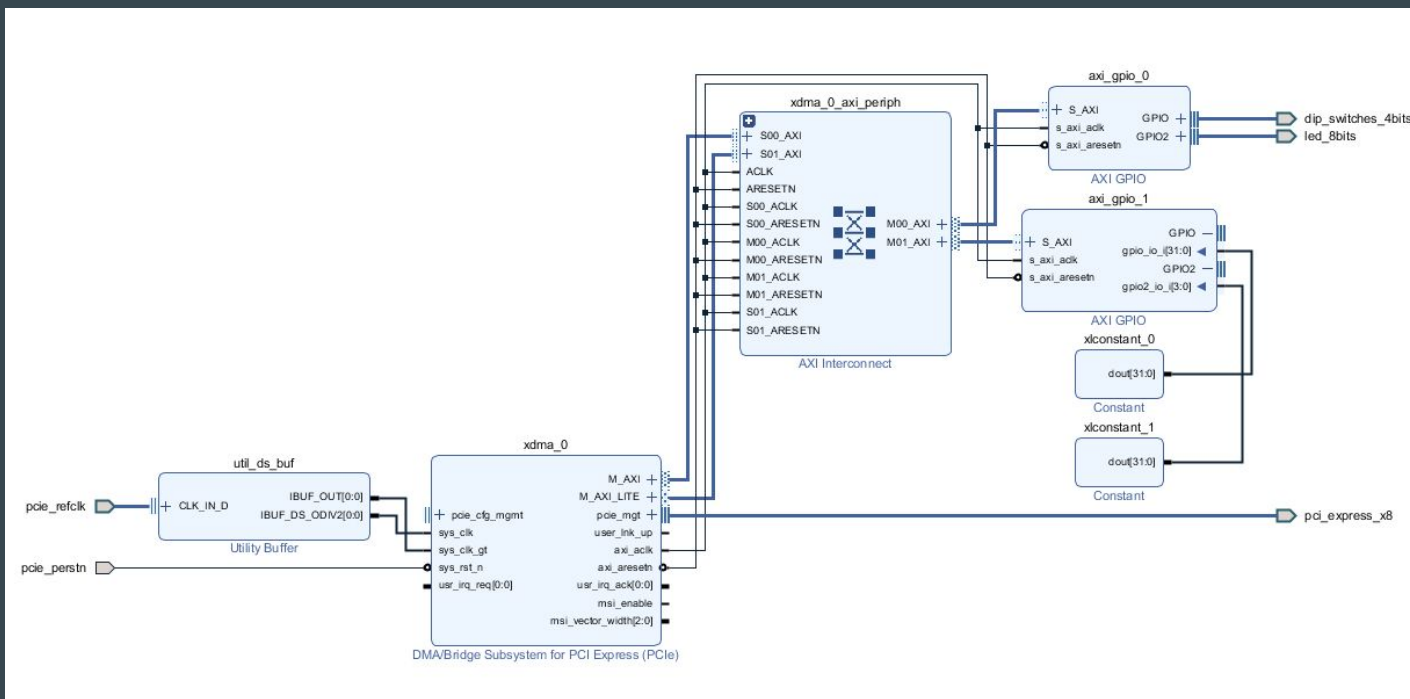 axi_gpio_0
S_AXI
s_axi_aclk
s_axi_aresetn
GPIO
GPIO2
AXI GPIO
dip_switches_4bits
led_8bits
xdma_0_axi_periph
S00_AXI
S01_AXI
ACLK
ARESETN
S00_ACLK
S00_ARESETN
M00_ACLK
M00_ARESETN
M01_ACLK
M01_ARESETN
S01_ACLK
S01_ARESETN
M00_AXI
M01_AXI
AXI Interconnect
axi_gpio_1
S_AXI
s_axi_aclk
s_axi_aresetn
GPIO
gpio_io_i[31:0]
GPIO2
gpio2_io_i[3:0]
AXI GPIO
xlconstant_0
dout[31:0]
Constant
xlconstant_1
dout[31:0]
Constant
pcie_refclk
util_ds_buf
CLK_IN_D
IBUF_OUT[0:0]
IBUF_DS_ODIV2[0:0]
Utility Buffer
pcie_perstn
xdma_0
pcie_cfg_mgmt
sys_clk
sys_clk_gt
sys_rst_n
usr_irq_req[0:0]
M_AXI
M_AXI_LITE
pcie_mgt
user_lnk_up
axi_aclk
axi_aresetn
usr_irq_ack[0:0]
msi_enable
msi_vector_width[2:0]
DMA/Bridge Subsystem for PCI Express (PCIe)
pci_express_x8